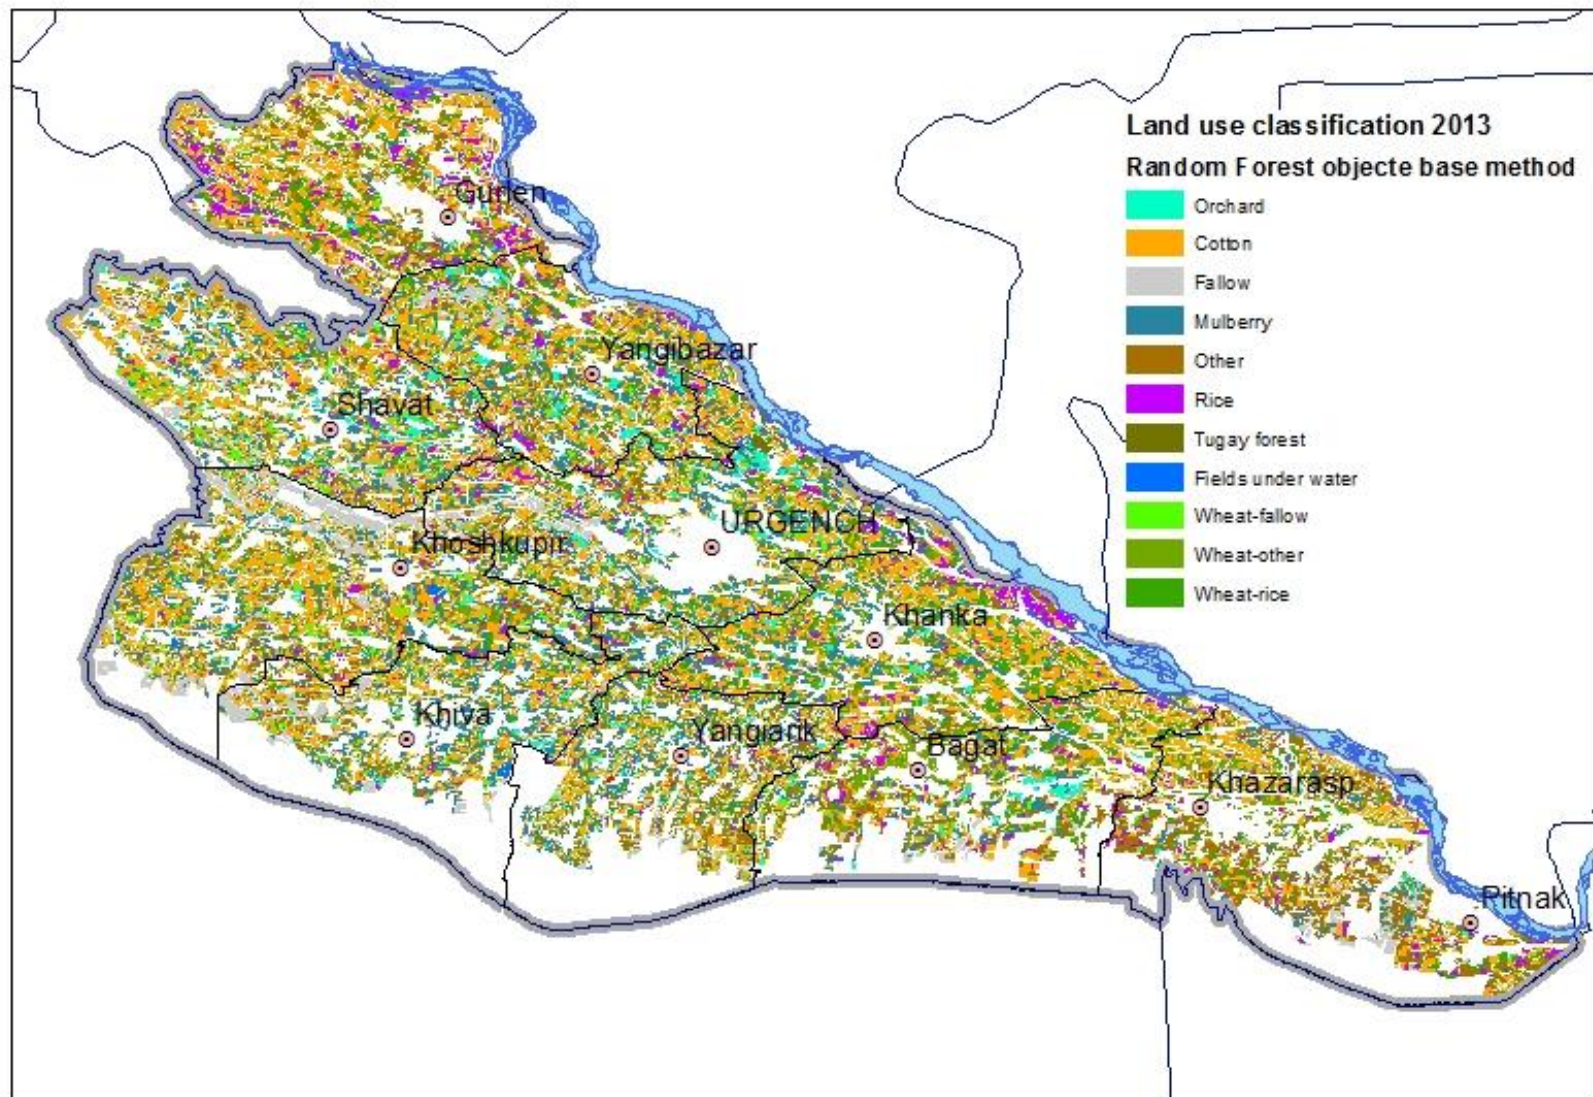 Land use classification 2013
Random Forest objecte base method
Orchard
Cotton
Fallow
Mulberry
Other
Rice
Tugay forest
Fields under water
Wheat-fallow
Wheat-other
Wheat-rice
Gurlen
Yangibazar
Shavat
URGENCH
Khoshkupir
Khanka
Khiva
Yangiarik
Bagat
Khazarasp
Pitnak